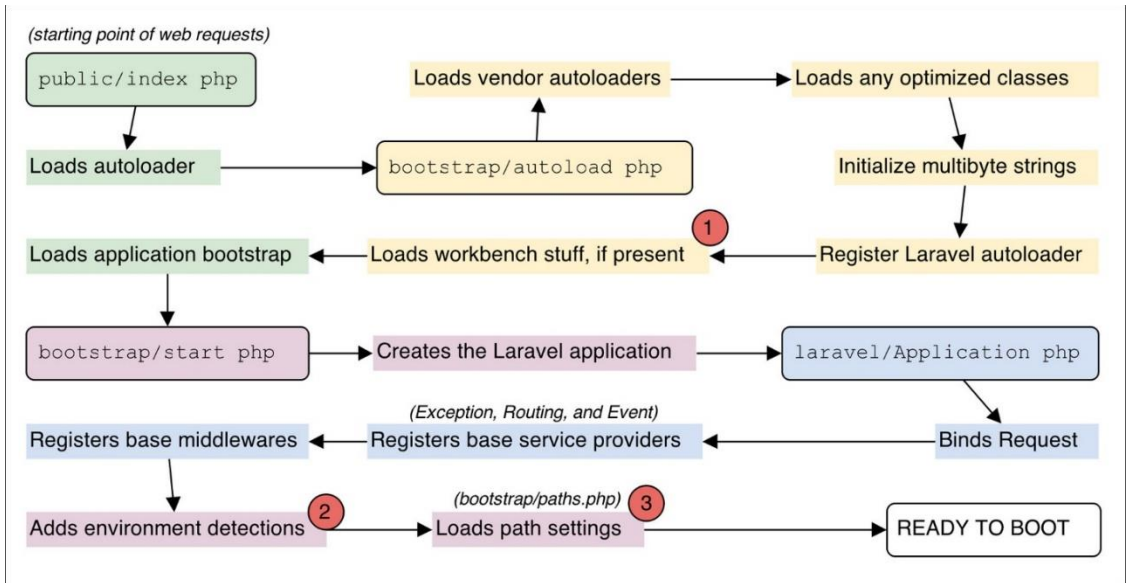 (starting point of web requests)
public/index php
Loads vendor autoloaders
Loads any optimized classes
Loads autoloader
bootstrap/autoload php
Initialize multibyte strings
1
Loads application bootstrap
Loads workbench stuff, if present
Register Laravel autoloader
bootstrap/start php
Creates the Laravel application
laravel/Application php
(Exception, Routing, and Event)
Registers base middlewares
Registers base service providers
Binds Request
2
(bootstrap/paths.php)
3
Adds environment detections
Loads path settings
READY TO BOOT